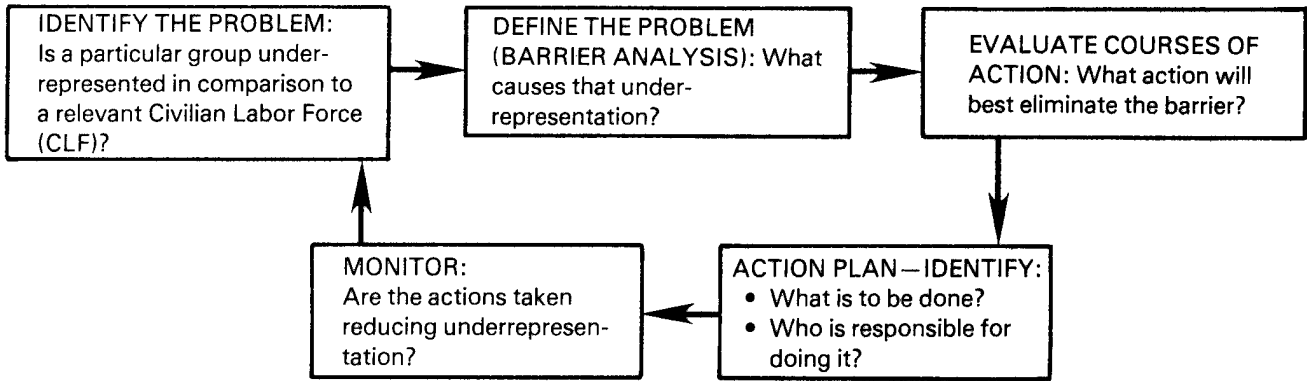 IDENTIFY THE PROBLEM:
Is a particular group under-
represented in comparison to
a relevant Civilian Labor Force
(CLF)?
DEFINE THE PROBLEM
(BARRIER ANALYSIS): What
causes that under-
representation?
EVALUATE COURSES OF
ACTION: What action will
best eliminate the barrier?
ACTION PLAN—IDENTIFY:
• What is to be done?
• Who is responsible for
doing it?
MONITOR:
Are the actions taken
reducing underrepresen-
tation?